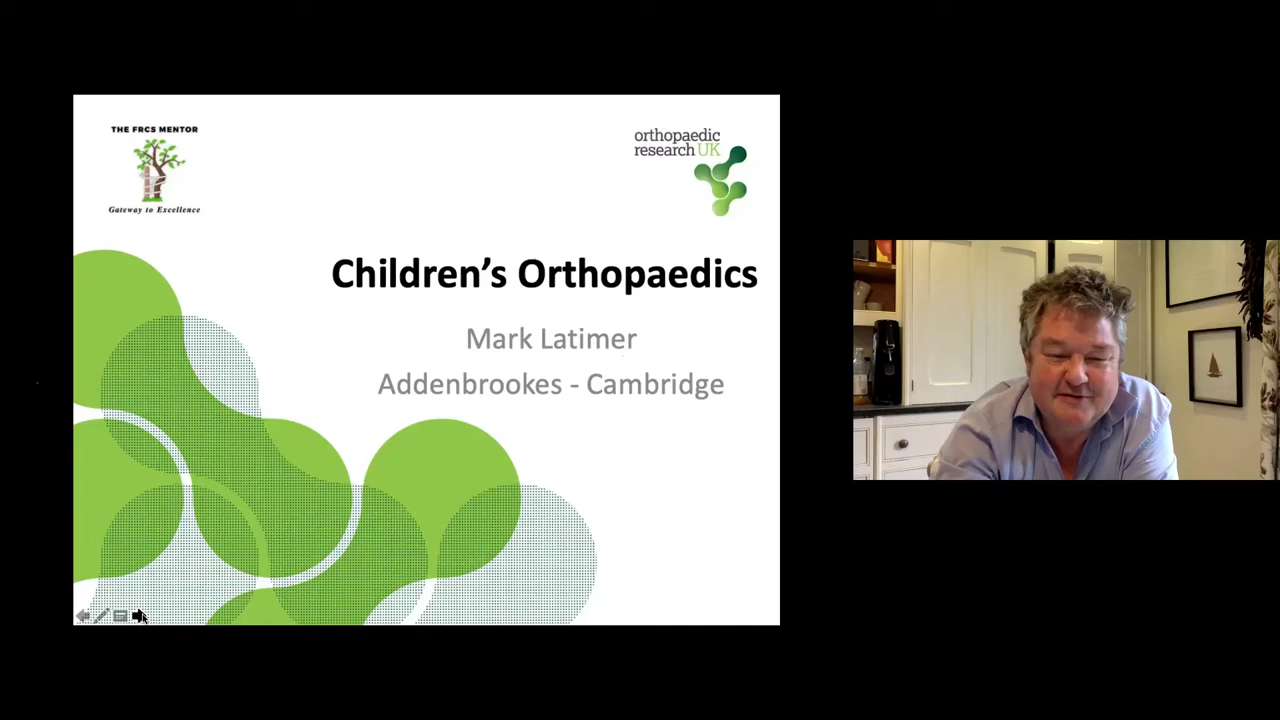 THE FRCS MENTOR
Gateway to Excellence
orthopaedic
research UK
Children's Orthopaedics
Mark Latimer
Addenbrookes - Cambridge